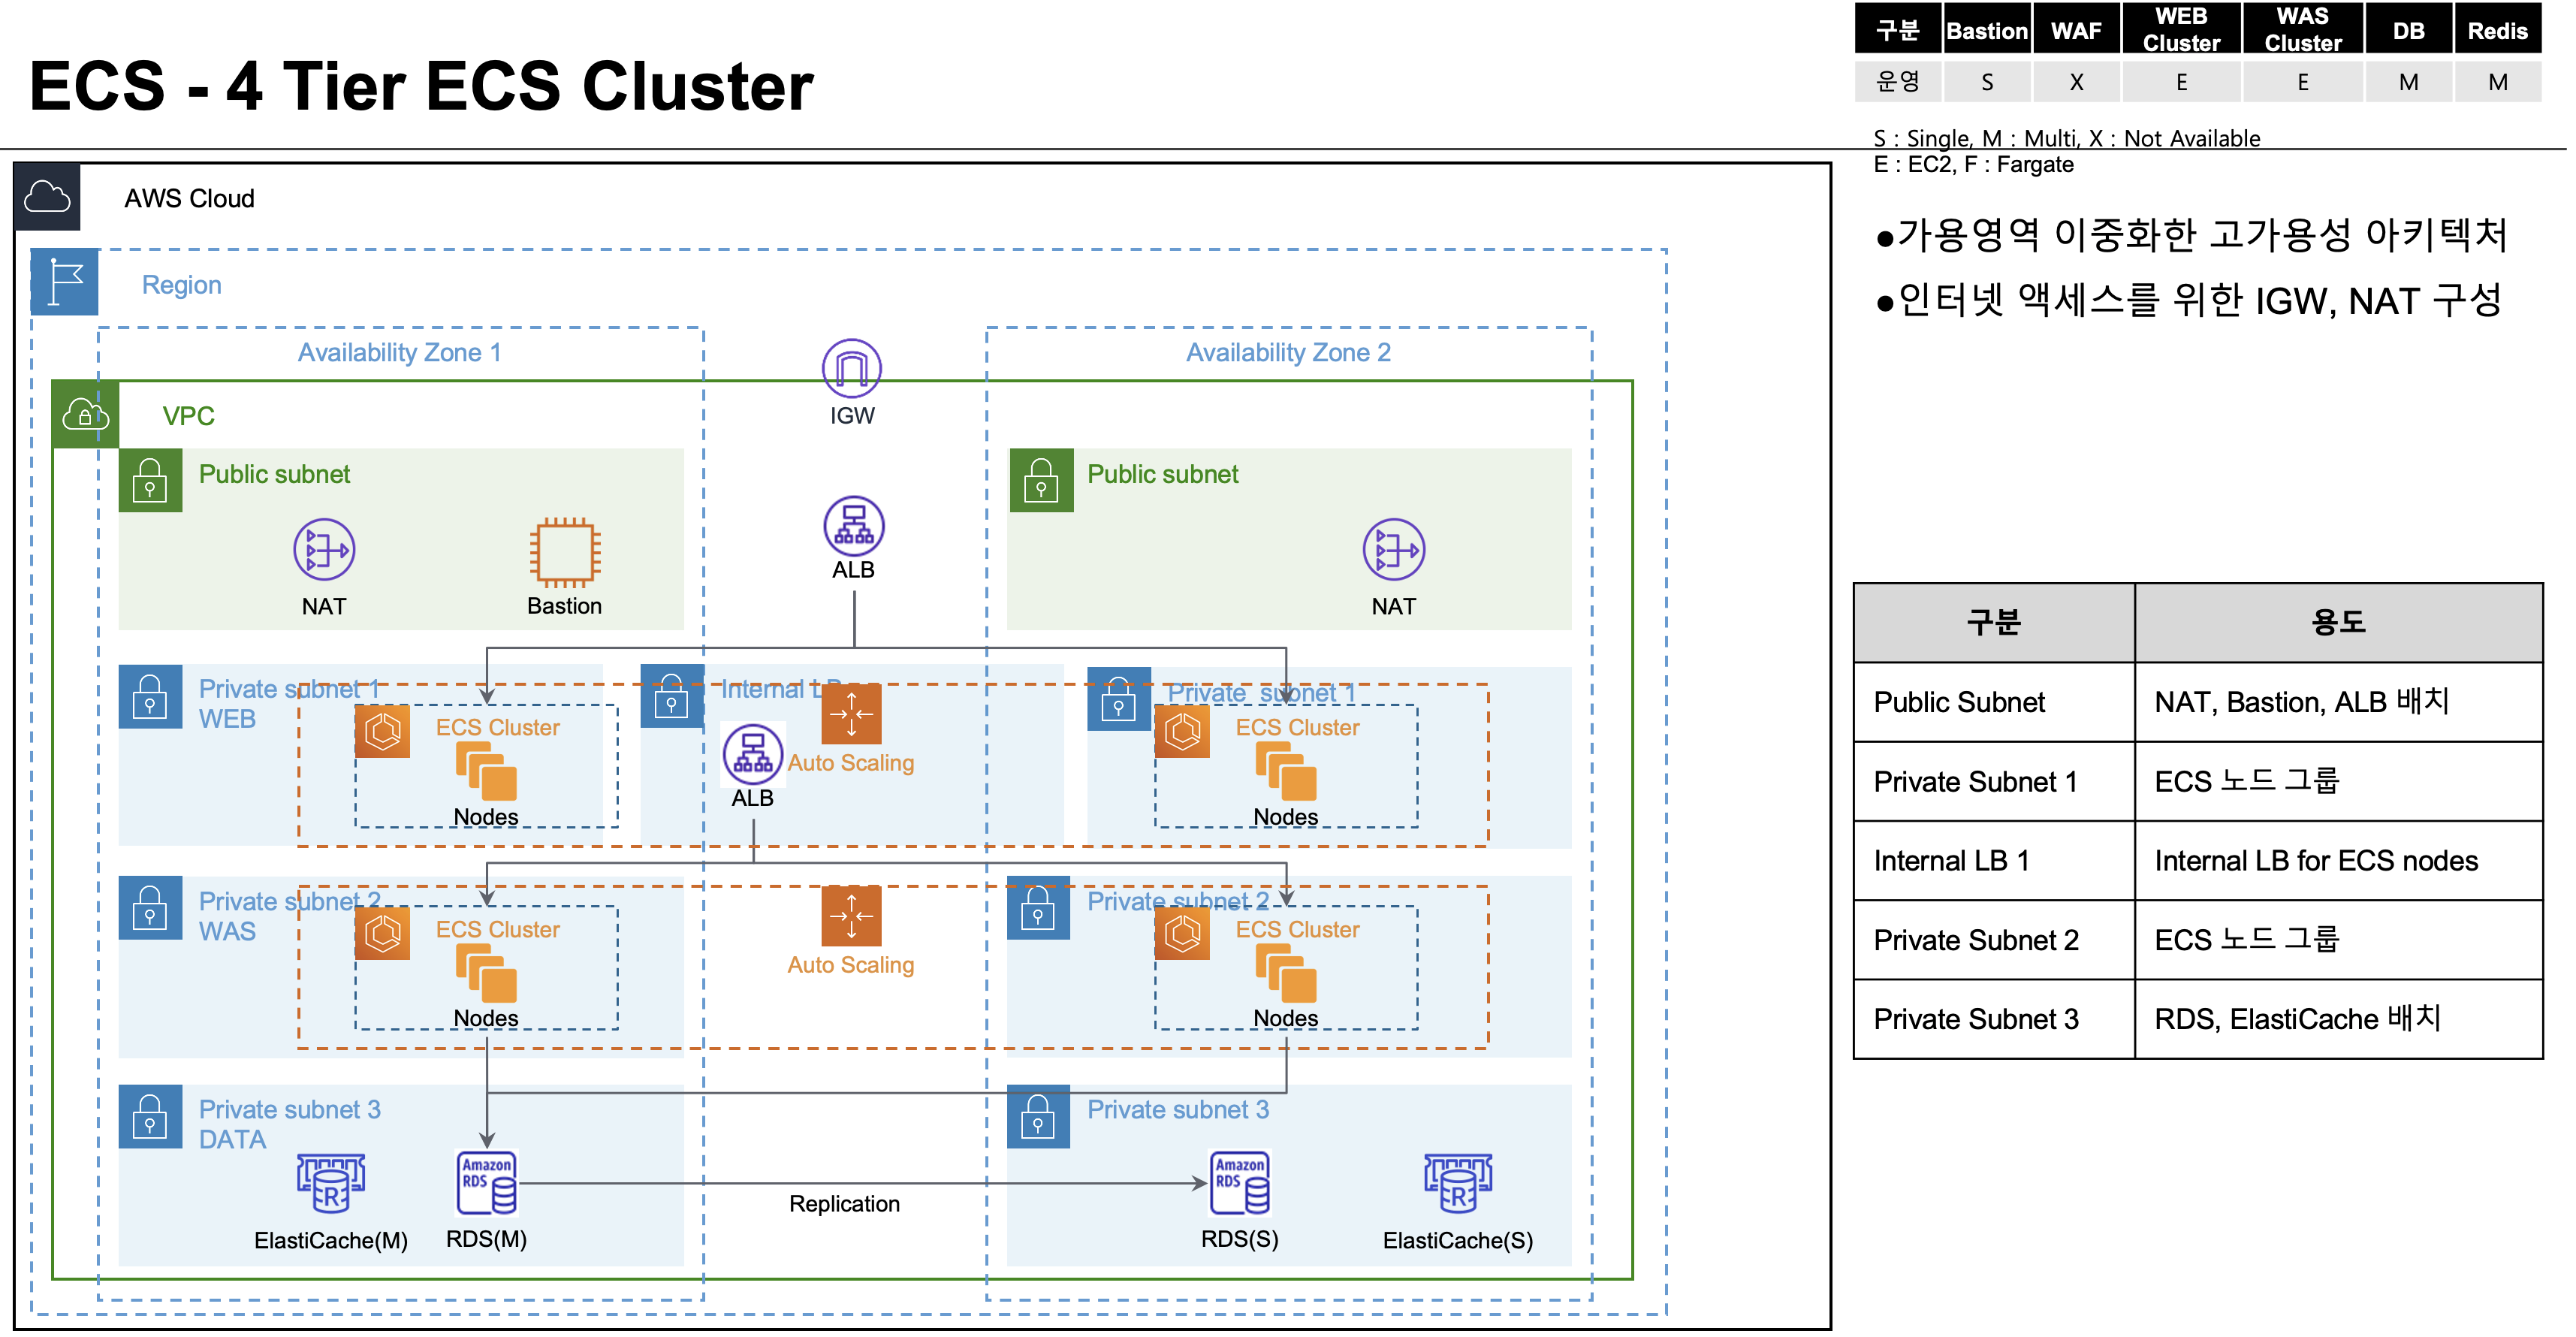 ECS - 4 Tier ECS Cluster
구분 Bastion WAF WEB Cluster WAS Cluster DB Redis
운영 S X E E M M
S : Single, M : Multi, X : Not Available
E : EC2, F : Fargate
●가용영역 이중화한 고가용성 아키텍처
●인터넷 액세스를 위한 IGW, NAT 구성
AWS Cloud
Region
Availability Zone 1
Availability Zone 2
IGW
VPC
Public subnet
Public subnet
NAT
Bastion
ALB
NAT
Private subnet 1
WEB
Internal LB
Private subnet 1
ECS Cluster
Nodes
ALB
Auto Scaling
ECS Cluster
Nodes
Private subnet 2
WAS
Private subnet 2
ECS Cluster
Nodes
Auto Scaling
ECS Cluster
Nodes
Private subnet 3
DATA
Private subnet 3
Amazon
RDS
Amazon
RDS
R
R
Replication
ElastiCache(M)
RDS(M)
RDS(S)
ElastiCache(S)
구분 용도
Public Subnet NAT, Bastion, ALB 배치
Private Subnet 1 ECS 노드 그룹
Internal LB 1 Internal LB for ECS nodes
Private Subnet 2 ECS 노드 그룹
Private Subnet 3 RDS, ElastiCache 배치